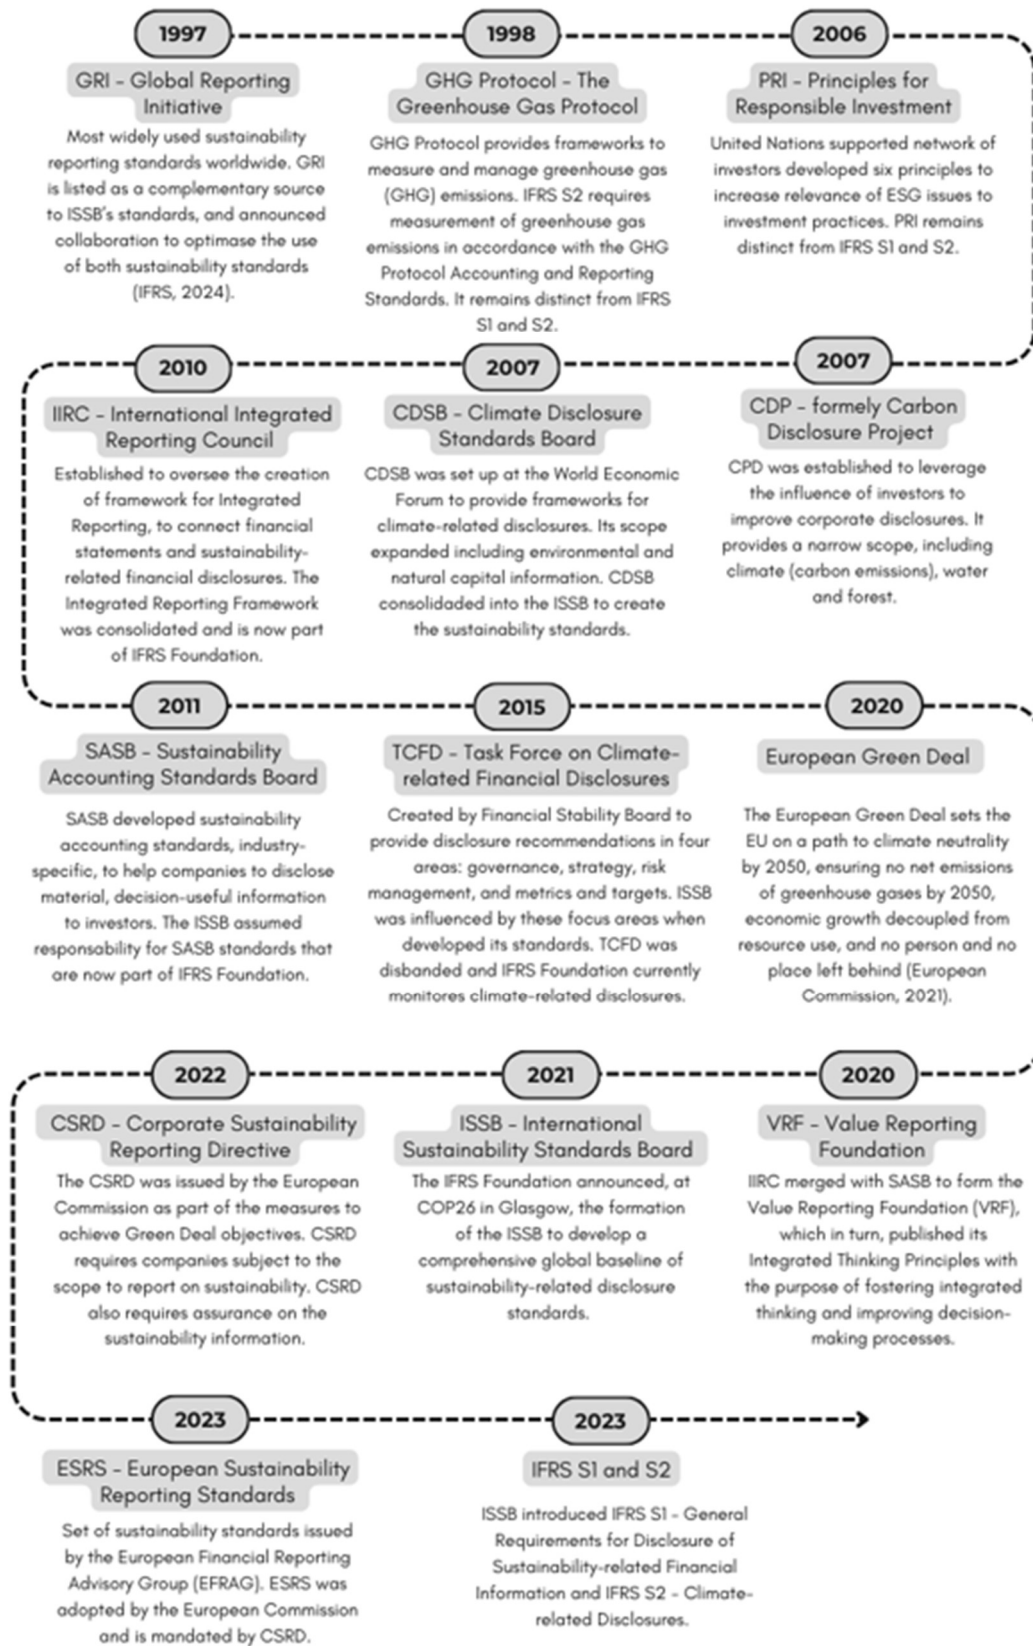 1997
GRI - Global Reporting
Initiative
Most widely used sustainability
reporting standards worldwide. GRI
is listed as a complementary source
to ISSB's standards, and announced
collaboration to optimase the use
of both sustainability standards
(IFRS, 2024).
1998
GHG Protocol - The
Greenhouse Gas Protocol
GHG Protocol provides frameworks to
measure and manage greenhouse gas
(GHG) emissions. IFRS S2 requires
measurement of greenhouse gas
emissions in accordance with the GHG
Protocol Accounting and Reporting
Standards. It remains distinct from IFRS
S1 and S2.
2006
PRI - Principles for
Responsible Investment
United Nations supported network of
investors developed six principles to
increase relevance of ESG issues to
investment practices. PRI remains
distinct from IFRS S1 and S2.
2007
CDP - formely Carbon
Disclosure Project
CPD was established to leverage
the influence of investors to
improve corporate disclosures. It
provides a narrow scope, including
climate (carbon emissions), water
and forest.
2007
CDSB - Climate Disclosure
Standards Board
CDSB was set up at the World Economic
Forum to provide frameworks for
climate-related disclosures. Its scope
expanded including environmental and
natural capital information. CDSB
consolidaded into the ISSB to create
the sustainability standards.
2010
IIRC - International Integrated
Reporting Council
Established to oversee the creation
of framework for Integrated
Reporting, to connect financial
statements and sustainability-
related financial disclosures. The
Integrated Reporting Framework
was consolidated and is now part
of IFRS Foundation.
2011
SASB - Sustainability
Accounting Standards Board
SASB developed sustainability
accounting standards, industry-
specific, to help companies to disclose
material, decision-useful information
to investors. The ISSB assumed
responsibility for SASB standards that
are now part of IFRS Foundation.
2015
TCFD - Task Force on Climate-
related Financial Disclosures
Created by Financial Stability Board to
provide disclosure recommendations in four
areas: governance, strategy, risk
management, and metrics and targets. ISSB
was influenced by these focus areas when
developed its standards. TCFD was
disbanded and IFRS Foundation currently
monitores climate-related disclosures.
2020
European Green Deal
The European Green Deal sets the
EU on a path to climate neutrality
by 2050, ensuring no net emissions
of greenhouse gases by 2050,
economic growth decoupled from
resource use, and no person and no
place left behind (European
Commission, 2021).
2020
VRF - Value Reporting
Foundation
IIRC merged with SASB to form the
Value Reporting Foundation (VRF),
which in turn, published its
Integrated Thinking Principles with
the purpose of fostering integrated
thinking and improving decision-
making processes.
2021
ISSB - International
Sustainability Standards Board
The IFRS Foundation announced, at
COP26 in Glasgow, the formation
of the ISSB to develop a
comprehensive global baseline of
sustainability-related disclosure
standards.
2022
CSRD - Corporate Sustainability
Reporting Directive
The CSRD was issued by the European
Commission as part of the measures to
achieve Green Deal objectives. CSRD
requires companies subject to the
scope to report on sustainability. CSRD
also requires assurance on the
sustainability information.
2023
ESRS - European Sustainability
Reporting Standards
Set of sustainability standards issued
by the European Financial Reporting
Advisory Group (EFRAG). ESRS was
adopted by the European Commission
and is mandated by CSRD.
2023
IFRS S1 and S2
ISSB introduced IFRS S1 - General
Requirements for Disclosure of
Sustainability-related Financial
Information and IFRS S2 - Climate-
related Disclosures.